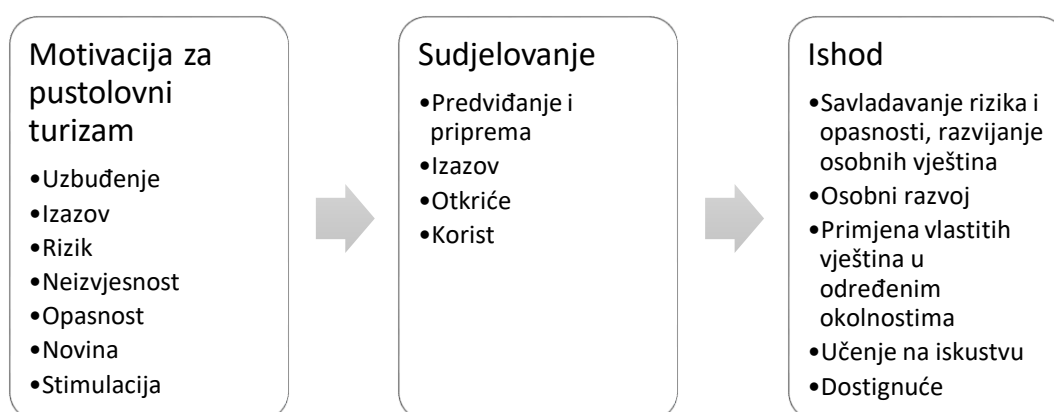 Motivacija za
pustolovni
turizam
•Uzbuđenje
•Izazov
•Rizik
•Neizvjesnost
•Opasnost
•Novina
•Stimulacija
Sudjelovanje
•Predviđanje i
priprema
•Izazov
•Otkriće
•Korist
Ishod
•Savladavanje rizika i
opasnosti, razvijanje
osobnih vještina
•Osobni razvoj
•Primjena vlastitih
vještina u
određenim
okolnostima
•Učenje na iskustvu
•Dostignuće